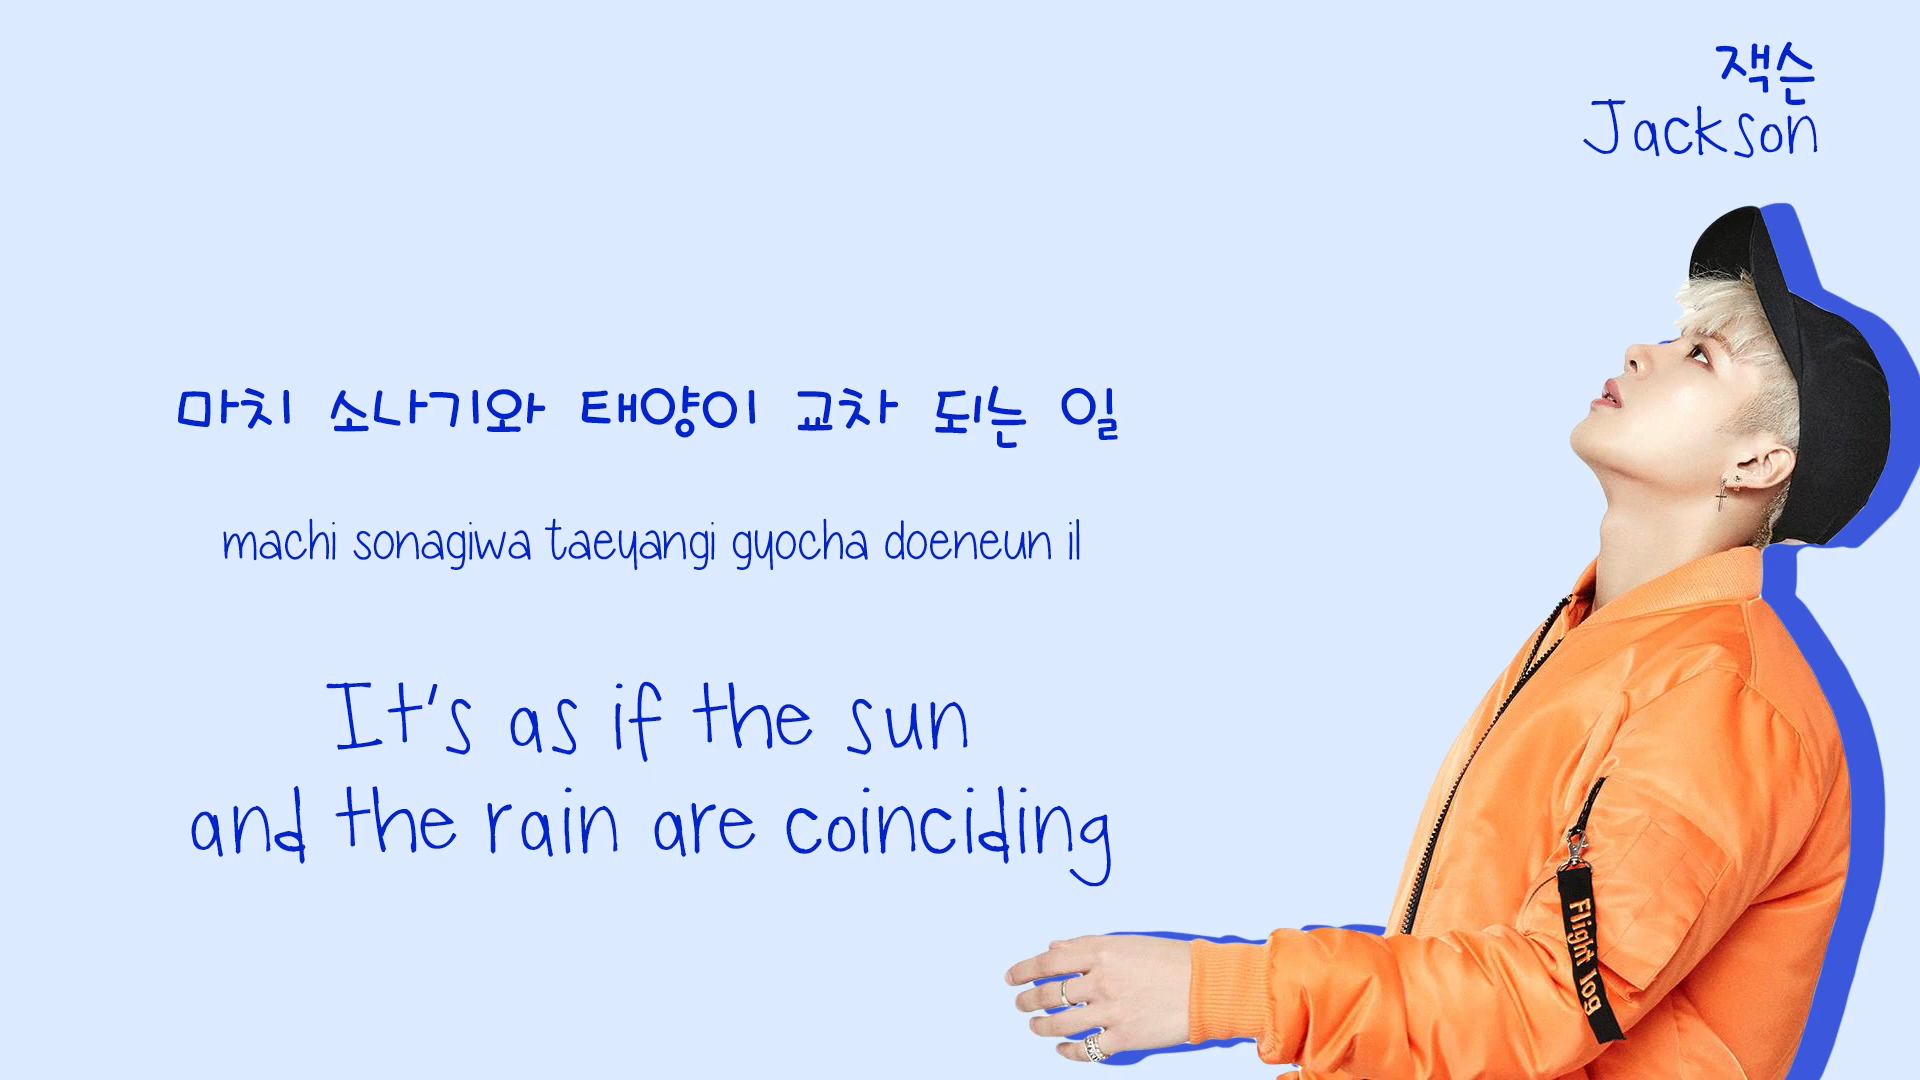 잭슨
Jackson
마치 소나기와 태양이 교차 되는 일
machi sonagiwa taeyangi gyocha doeneun il
It's as if the sun
and the rain are coinciding
Flight log